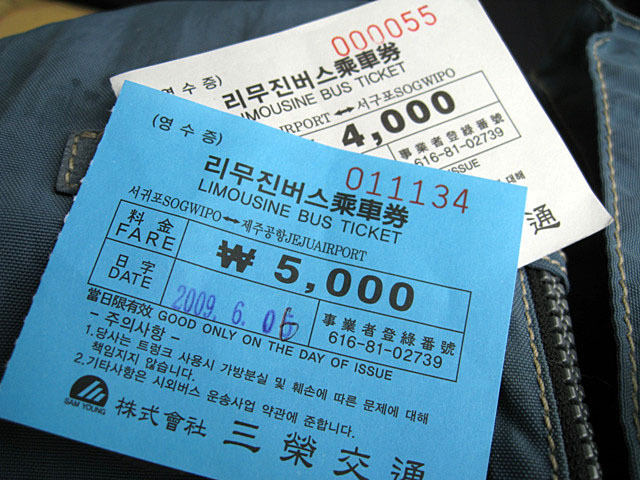 000055
(영 수 증)
리무진버스乘車券
LIMOUSINE BUS TICKET
AIRPORT ↔ 서구포SOGWIPO
4,000
事業者登錄番號
616-81-02739
ISSUE
대해
通
(영 수 증)
011134
리무진버스乘車券
LIMOUSINE BUS TICKET
서귀포SOGWIPO↔제주공항JEJUAIRPORT
料 金
FARE
₩ 5,000
日 字
DATE
2009. 6. 06
事業者登錄番號
616-81-02739
當日限有效 GOOD ONLY ON THE DAY OF ISSUE
- 주의사항 -
1.당사는 트렁크 사용시 가방분실 및 훼손에 따른 문제에 대해
책임지지 않습니다.
2.기타사항은 시외버스 운송사업 약관에 준합니다.
SAM YOUNG
株式會社 三榮交通